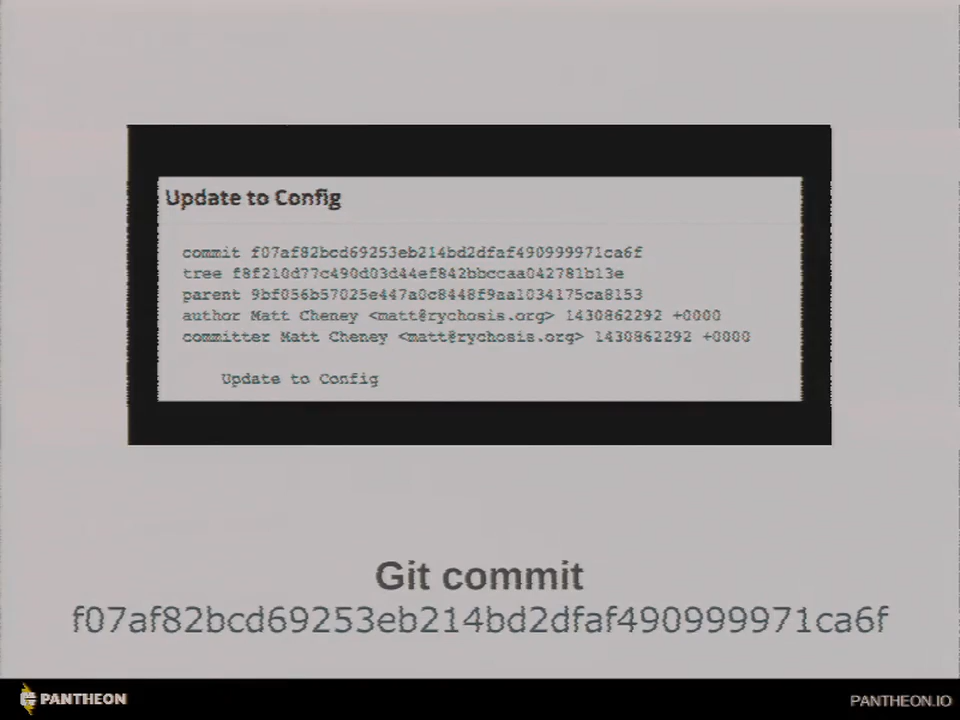 Update to Config
commit f07af82bcd69253eb214bd2dfaf490999971ca6f
tree f8f210d77c490d03d44ef842bbccaa042781b13e
parent 9bf056b57025e447a0c8448f9aa1034175ca8153
author Matt Cheney <matt@rychosis.org> 1430862292 +0000
committer Matt Cheney <matt@rychosis.org> 1430862292 +0000
Update to Config
Git commit
f07af82bcd69253eb214bd2dfaf490999971ca6f
PANTHEON
PANTHEON.IO